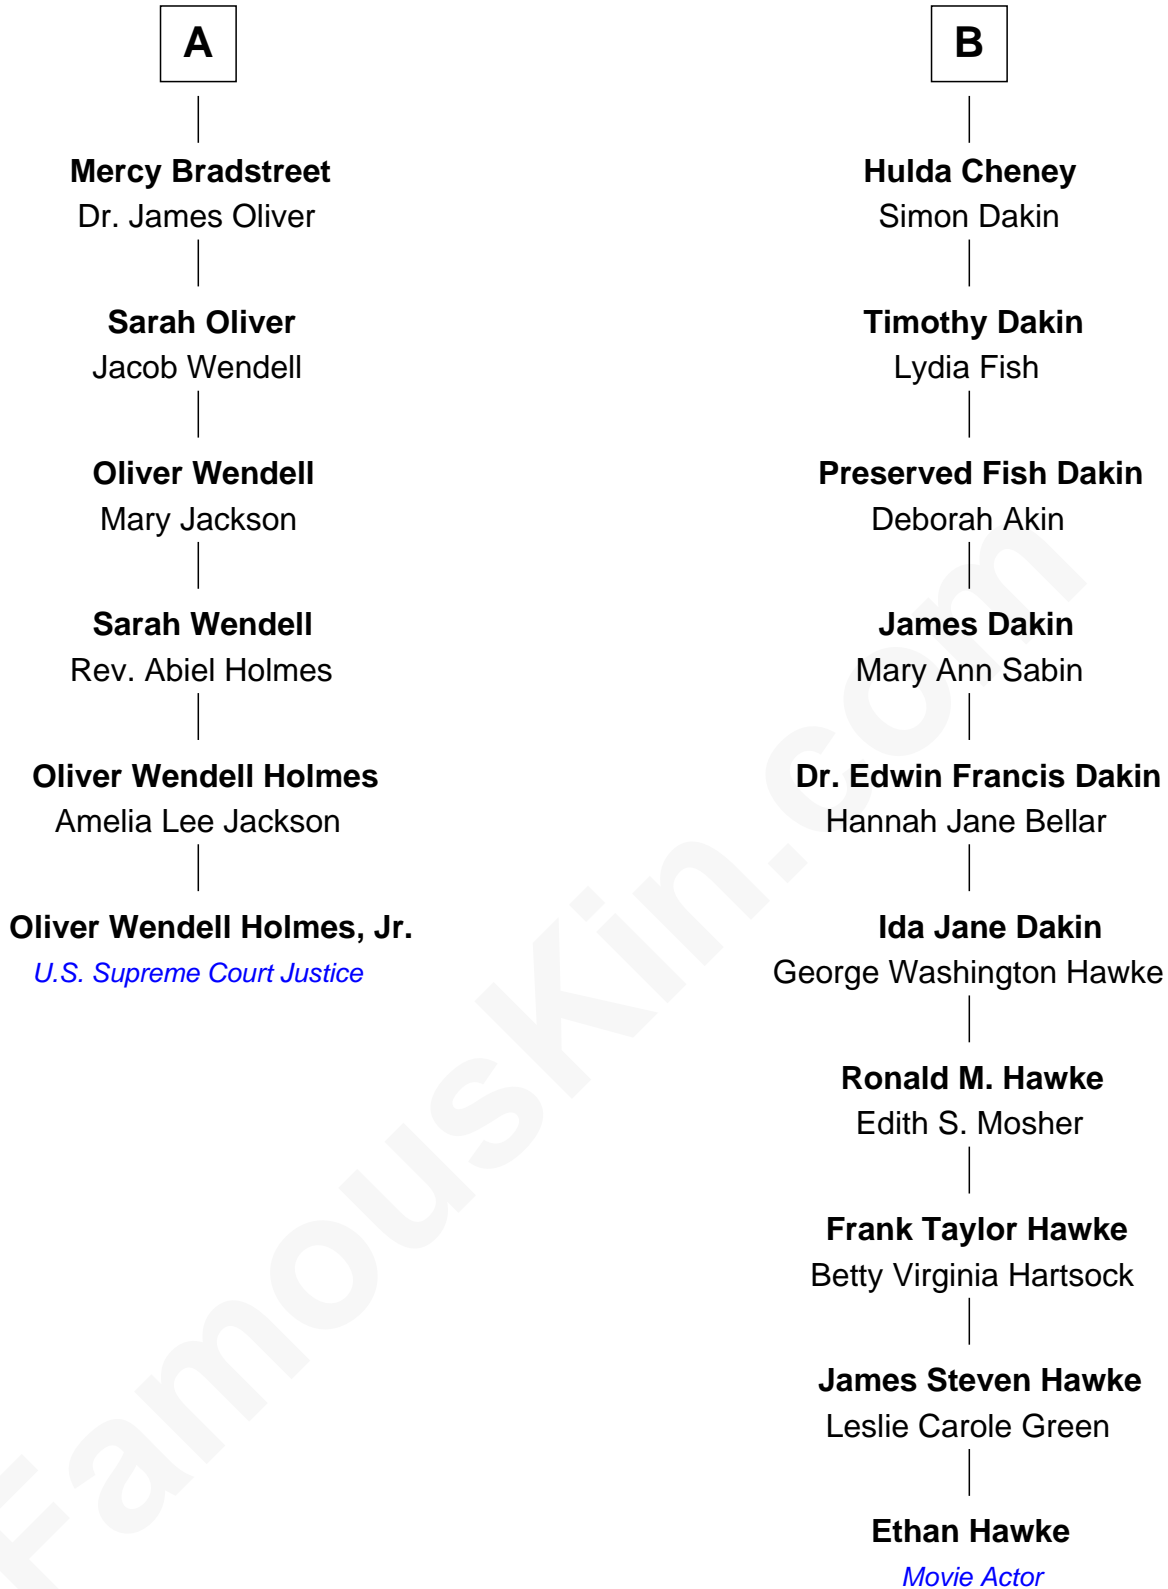 A
Mercy Bradstreet
Dr. James Oliver
Sarah Oliver
Jacob Wendell
Oliver Wendell
Mary Jackson
Sarah Wendell
Rev. Abiel Holmes
Oliver Wendell Holmes
Amelia Lee Jackson
Oliver Wendell Holmes, Jr.
U.S. Supreme Court Justice
B
Hulda Cheney
Simon Dakin
Timothy Dakin
Lydia Fish
Preserved Fish Dakin
Deborah Akin
James Dakin
Mary Ann Sabin
Dr. Edwin Francis Dakin
Hannah Jane Bellar
Ida Jane Dakin
George Washington Hawke
Ronald M. Hawke
Edith S. Mosher
Frank Taylor Hawke
Betty Virginia Hartsock
James Steven Hawke
Leslie Carole Green
Ethan Hawke
Movie Actor
FamousKin.com